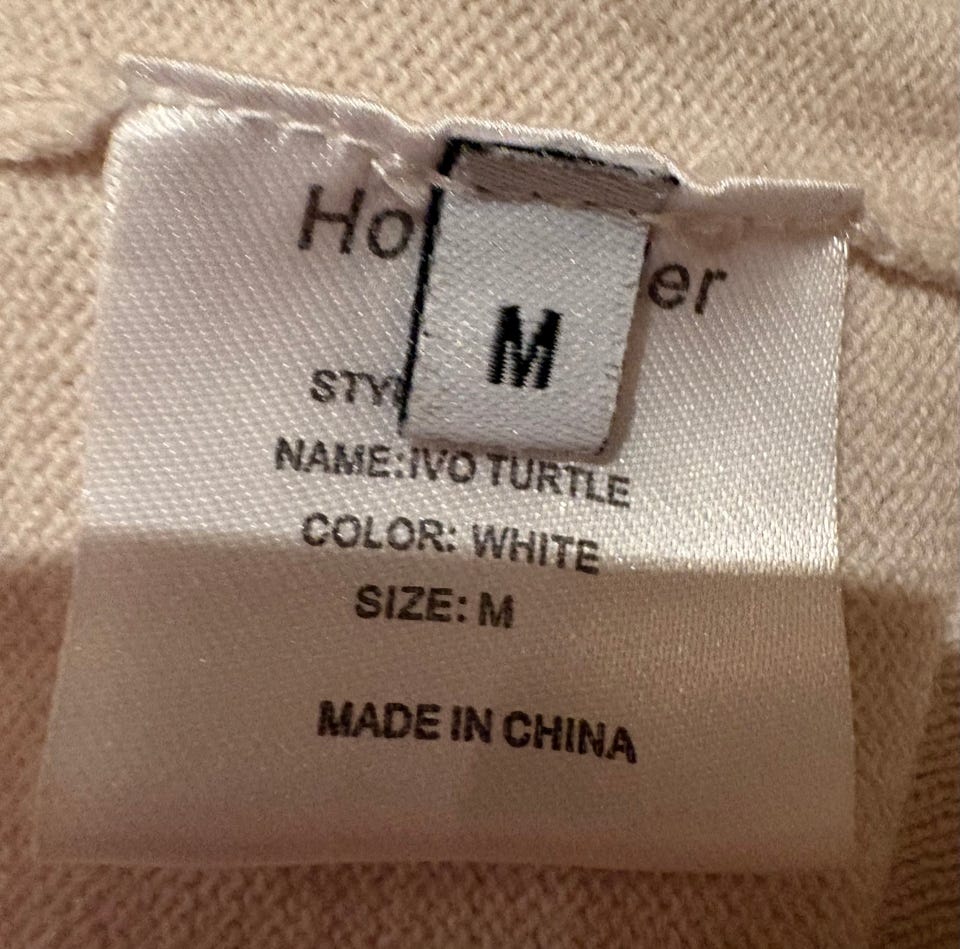 M
NAME:IVO TURTLE
COLOR: WHITE
SIZE: M
MADE IN CHINA